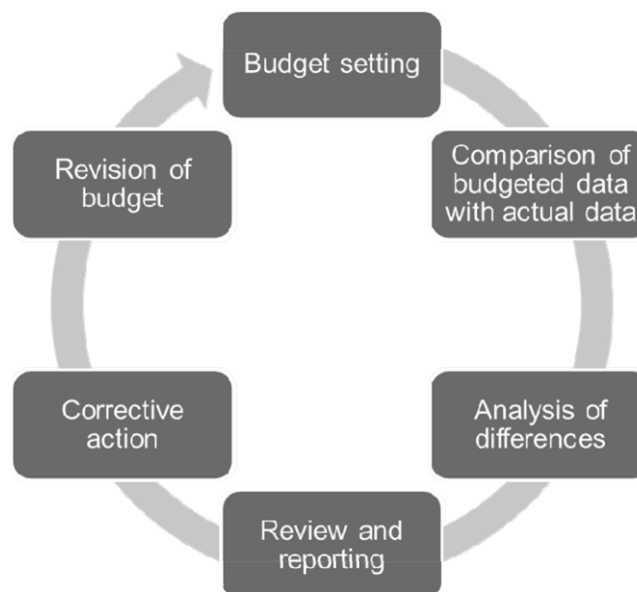 Budget setting
Comparison of
budgeted data
with actual data
Analysis of
differences
Review and
reporting
Corrective
action
Revision of
budget